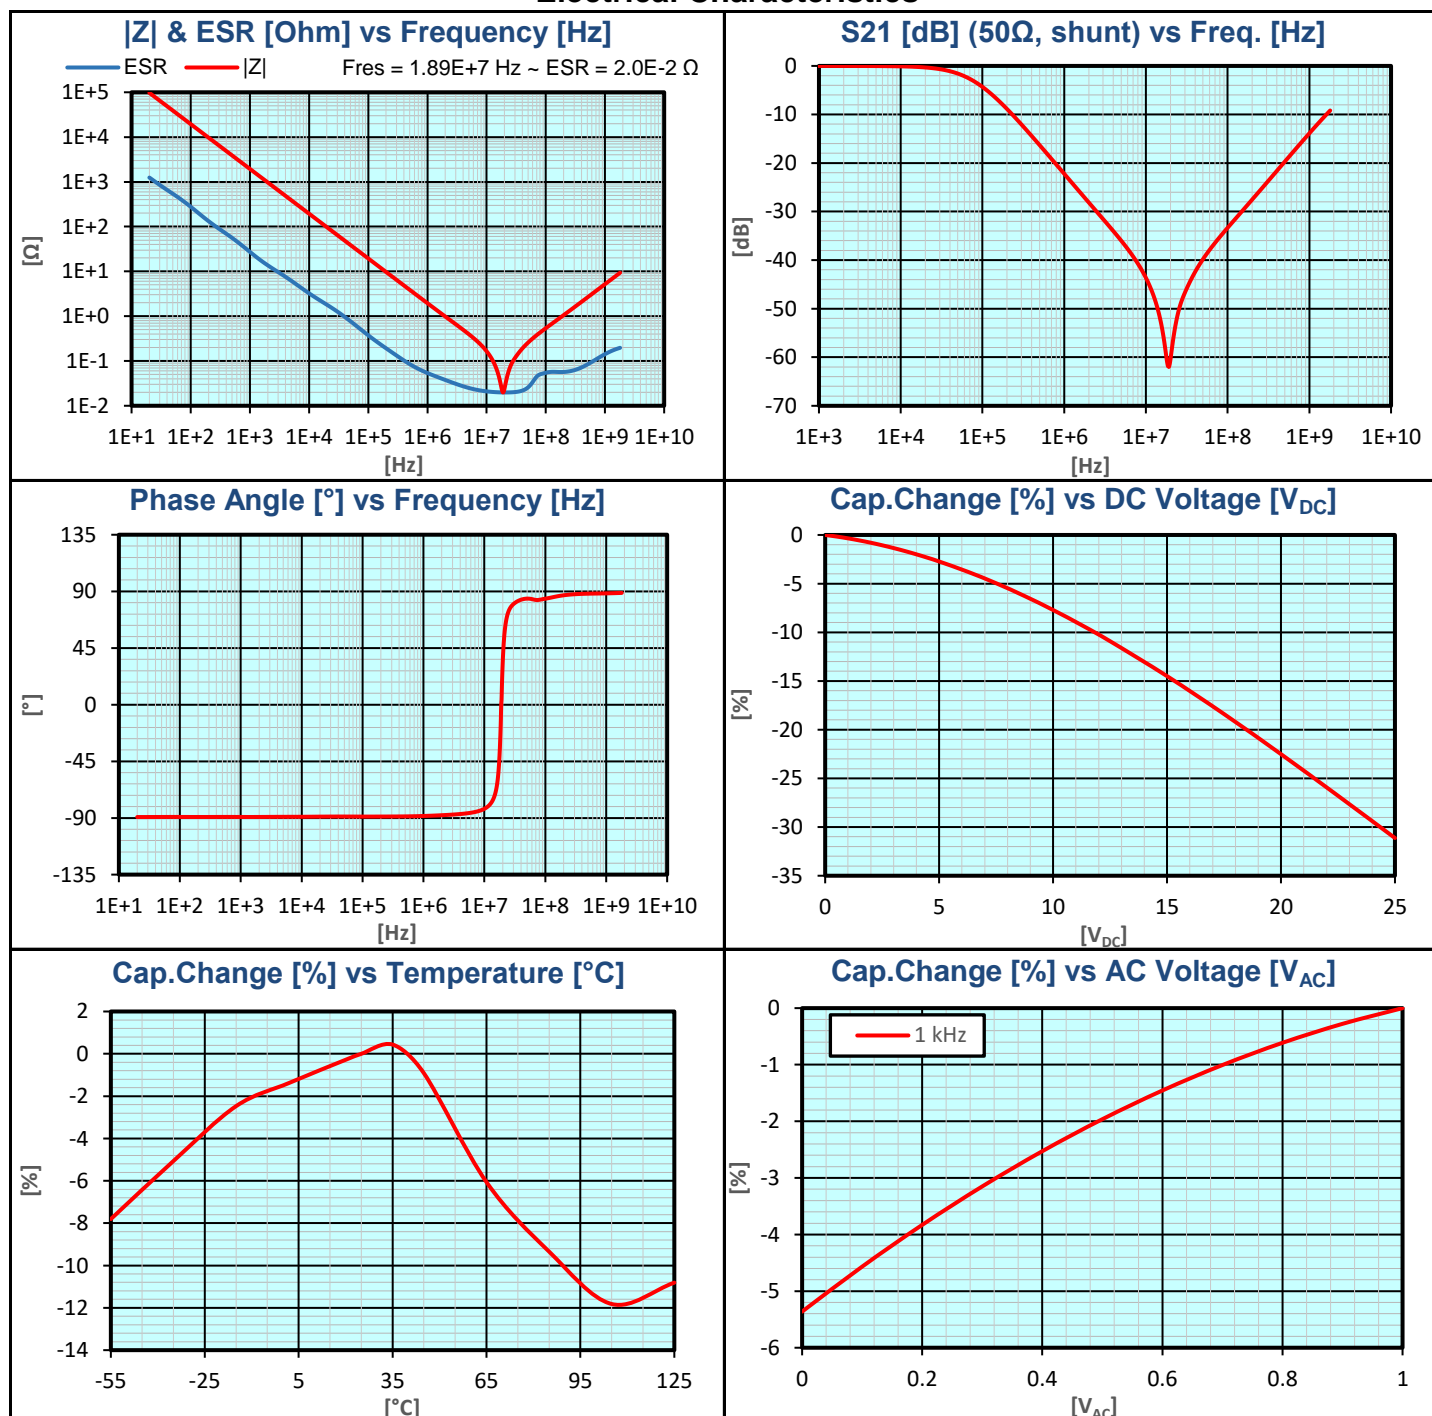 Electrical Characteristics
|Z| & ESR [Ohm] vs Frequency [Hz]
ESR |Z| Fres = 1.89E+7 Hz ~ ESR = 2.0E-2 Ω
1E+5
1E+4
1E+3
1E+2
1E+1
1E+0
1E-1
1E-2
[Ω]
1E+1 1E+2 1E+3 1E+4 1E+5 1E+6 1E+7 1E+8 1E+9 1E+10
[Hz]
S21 [dB] (50Ω, shunt) vs Freq. [Hz]
0
-10
-20
-30
-40
-50
-60
-70
[dB]
1E+3 1E+4 1E+5 1E+6 1E+7 1E+8 1E+9 1E+10
[Hz]
Phase Angle [°] vs Frequency [Hz]
135
90
45
0
-45
-90
-135
[°]
1E+1 1E+2 1E+3 1E+4 1E+5 1E+6 1E+7 1E+8 1E+9 1E+10
[Hz]
Cap.Change [%] vs DC Voltage [VDC]
0
-5
-10
-15
-20
-25
-30
-35
[%]
0 5 10 15 20 25
[VDC]
Cap.Change [%] vs Temperature [°C]
2
0
-2
-4
-6
-8
-10
-12
-14
[%]
-55 -25 5 35 65 95 125
[°C]
Cap.Change [%] vs AC Voltage [VAC]
1 kHz
0
-1
-2
-3
-4
-5
-6
[%]
0 0.2 0.4 0.6 0.8 1
[VAC]